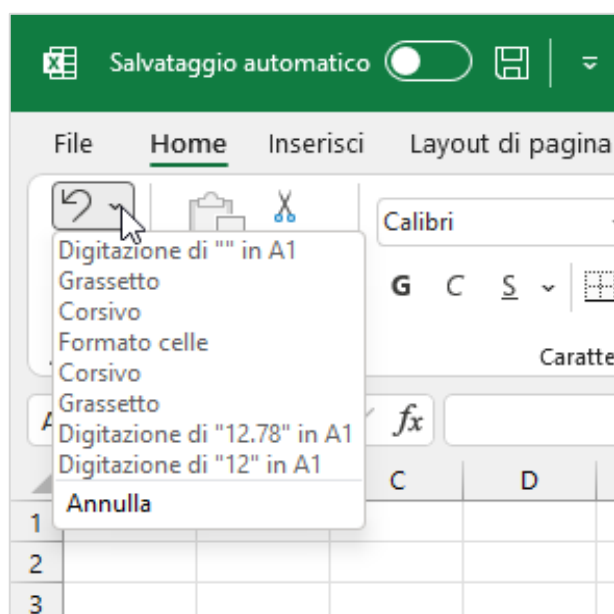 Salvataggio automatico
File Home Inserisci Layout di pagina
Calibri
Digitazione di "" in A1
Grassetto
G C S
Corsivo
Formato celle
Caratte
Corsivo
Grassetto
A
fx
Digitazione di "12.78" in A1
Digitazione di "12" in A1
C D
Annulla
1
2
3